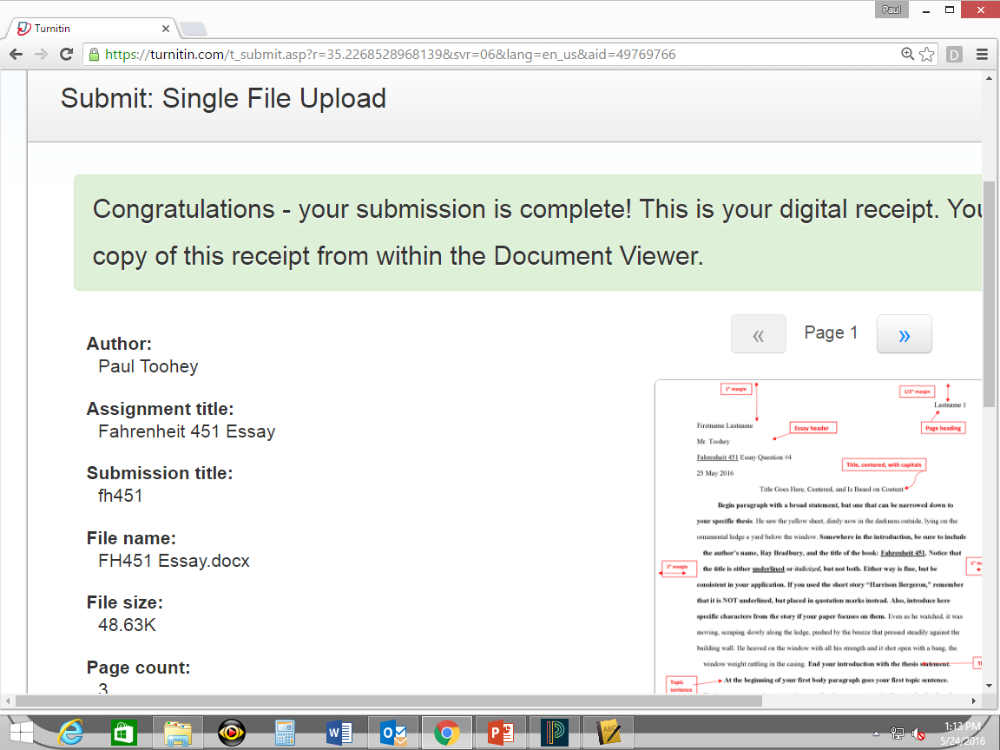 Paul
Turnitin
https://turnitin.com/t_submit.asp?r=35.2268528968139&svr=06&lang=en_us&aid=49769766
D
Submit: Single File Upload
Congratulations - your submission is complete! This is your digital receipt. You
copy of this receipt from within the Document Viewer.
« Page 1 »
Author:
Paul Toohey
Assignment title:
Fahrenheit 451 Essay
Submission title:
fh451
File name:
FH451 Essay.docx
File size:
48.63K
Page count:
3
1" margin
1/2" margin
Lastname 1
Firstname Lastname
Essay header
Page heading
Mr. Toohey
Fahrenheit 451 Essay Question #4
Title, centered, with capitals
25 May 2016
Title Goes Here, Centered, and Is Based on Content
Begin paragraph with a broad statement, but one that can be narrowed down to
your specific thesis. He saw the yellow sheet, dimly now in the darkness outside, lying on the
ornamental ledge a yard below the window. Somewhere in the introduction, be sure to include
the author's name, Ray Bradbury, and the title of the book: Fahrenheit 451. Notice that
1" margin
the title is either underlined or italicized, but not both. Either way is fine, but be
consistent in your application. If you used the short story “Harrison Bergeron,” remember
that it is NOT underlined, but placed in quotation marks instead. Also, introduce here
specific characters from the story if your paper focuses on them. Even as he watched, it was
moving, scraping slowly along the ledge, pushed by the breeze that pressed steadily against the
building wall. He heaved on the window with all his strength and it shot open with a bang, the
window weight rattling in the casing. End your introduction with the thesis statement.
Topic
sentence
At the beginning of your first body paragraph goes your first topic sentence.
1:13 PM
5/24/2016